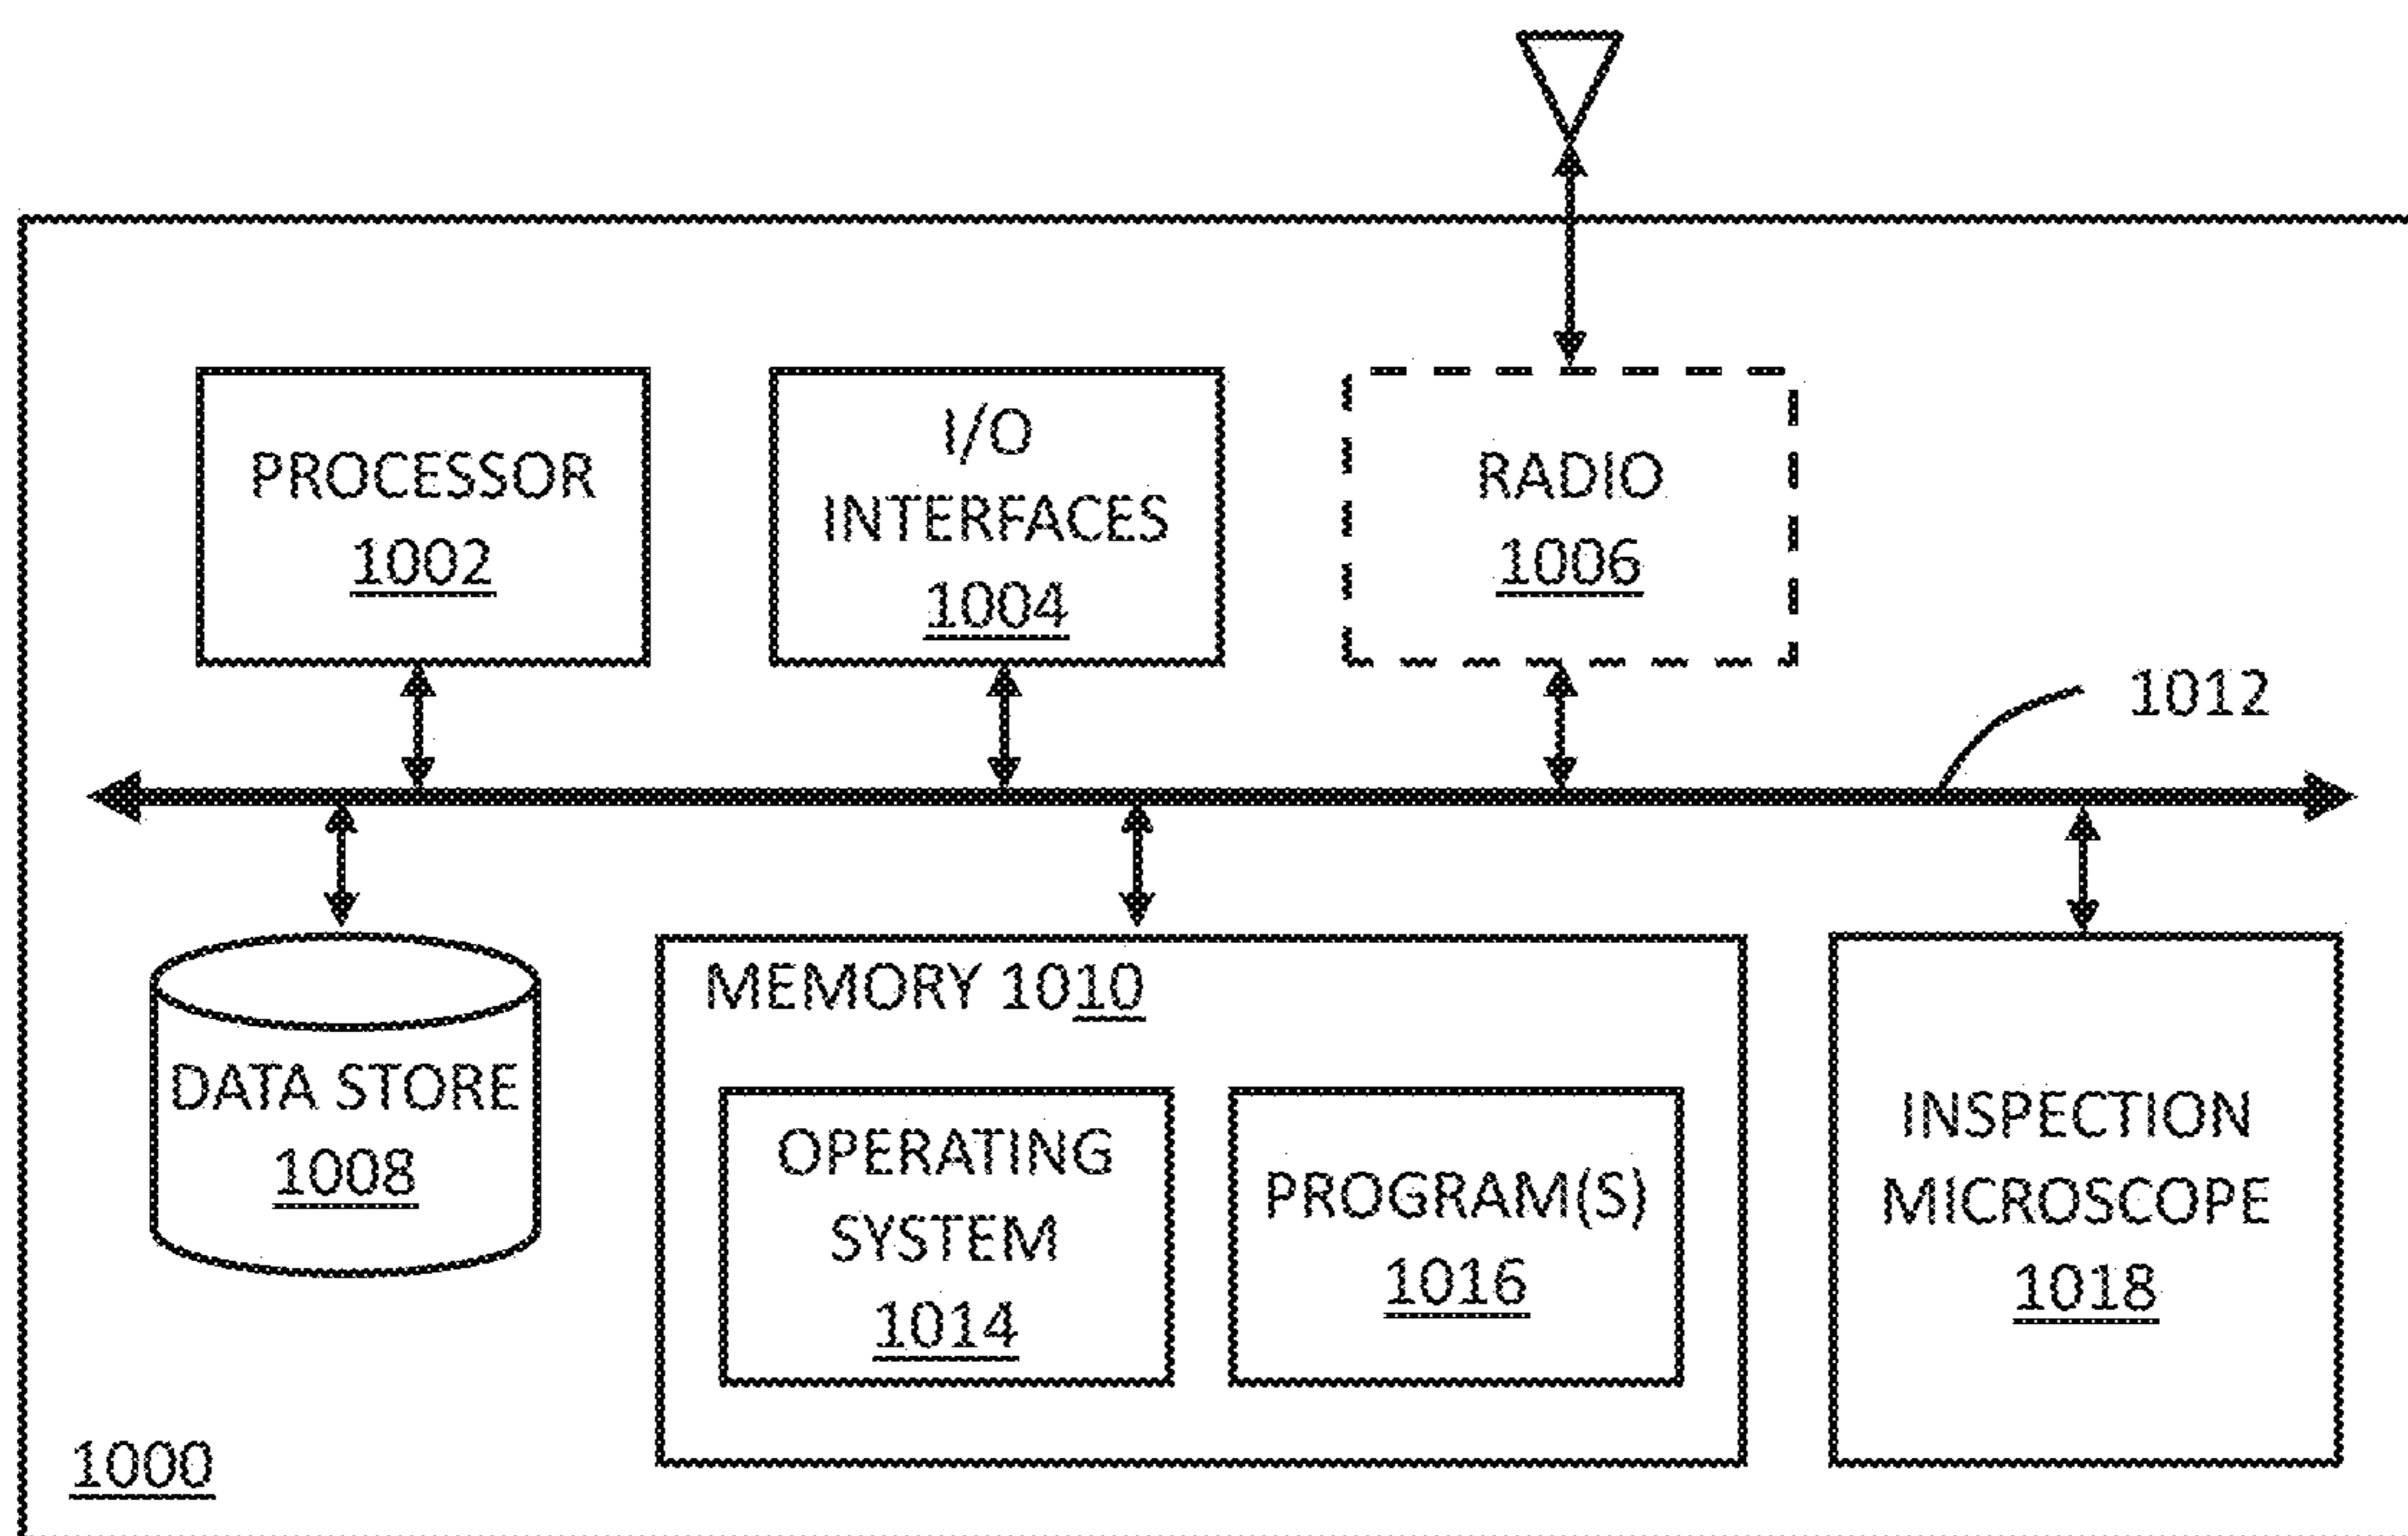 PROCESSOR
1002
I/O
INTERFACES
1004
RADIO
1006
1012
DATA STORE
1008
MEMORY 1010
OPERATING
SYSTEM
1014
PROGRAM(S)
1016
INSPECTION
MICROSCOPE
1018
1000